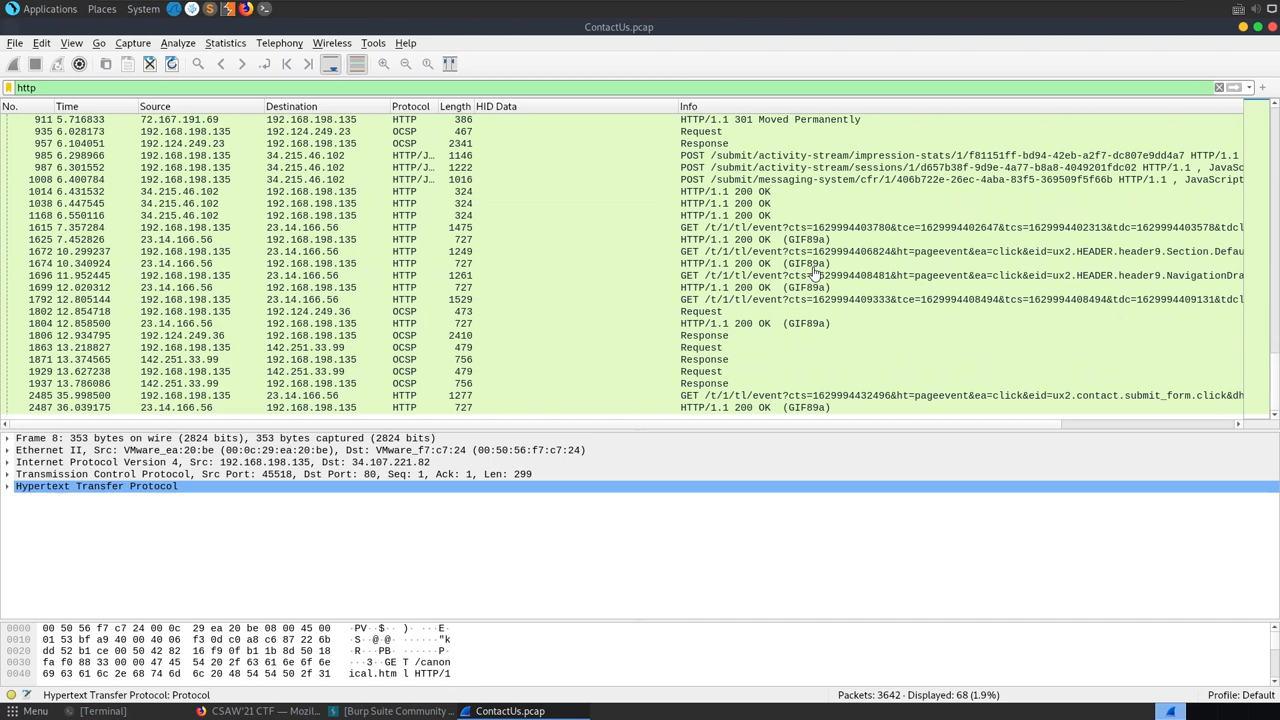 Applications Places System
ContactUs.pcap
File Edit View Go Capture Analyze Statistics Telephony Wireless Tools Help
http
No. Time Source Destination Protocol Length HID Data Info
911 5.716833 72.167.191.69 192.168.198.135 HTTP 386 HTTP/1.1 301 Moved Permanently
935 6.028173 192.168.198.135 192.124.249.23 OCSP 467 Request
957 6.104051 192.124.249.23 192.168.198.135 OCSP 2341 Response
985 6.298966 192.168.198.135 34.215.46.102 HTTP/J… 1146 POST /submit/activity-stream/impression-stats/1/f81151ff-bd94-42eb-a2f7-dc807e9dd4a7 HTTP/1.1
987 6.301552 192.168.198.135 34.215.46.102 HTTP/J… 1222 POST /submit/activity-stream/sessions/1/d657b38f-9d9e-4a77-b8a8-4049201fdc02 HTTP/1.1 , JavaSc
1008 6.400784 192.168.198.135 34.215.46.102 HTTP/J… 1016 POST /submit/messaging-system/cfr/1/406b722e-26ec-4aba-83f5-369509f5f66b HTTP/1.1 , JavaScript
1014 6.431532 34.215.46.102 192.168.198.135 HTTP 324 HTTP/1.1 200 OK
1038 6.447545 34.215.46.102 192.168.198.135 HTTP 324 HTTP/1.1 200 OK
1168 6.550116 34.215.46.102 192.168.198.135 HTTP 324 HTTP/1.1 200 OK
1615 7.357284 192.168.198.135 23.14.166.56 HTTP 1475 GET /t/1/tl/event?cts=1629994403780&tce=1629994402647&tcs=1629994402313&tdc=1629994403578&tdcl
1625 7.452826 23.14.166.56 192.168.198.135 HTTP 727 HTTP/1.1 200 OK (GIF89a)
1672 10.299237 192.168.198.135 23.14.166.56 HTTP 1249 GET /t/1/tl/event?cts=1629994406824&ht=pageevent&ea=click&eid=ux2.HEADER.header9.Section.Defau
1674 10.340924 23.14.166.56 192.168.198.135 HTTP 727 HTTP/1.1 200 OK (GIF89a)
1696 11.952445 192.168.198.135 23.14.166.56 HTTP 1261 GET /t/1/tl/event?cts=1629994408481&ht=pageevent&ea=click&eid=ux2.HEADER.header9.NavigationDra
1699 12.020312 23.14.166.56 192.168.198.135 HTTP 727 HTTP/1.1 200 OK (GIF89a)
1792 12.805144 192.168.198.135 23.14.166.56 HTTP 1529 GET /t/1/tl/event?cts=1629994409333&tce=1629994408494&tcs=1629994408494&tdc=1629994409131&tdcl
1802 12.854718 192.168.198.135 192.124.249.36 OCSP 473 Request
1804 12.858500 23.14.166.56 192.168.198.135 HTTP 727 HTTP/1.1 200 OK (GIF89a)
1806 12.934795 192.124.249.36 192.168.198.135 OCSP 2410 Response
1863 13.218827 192.168.198.135 142.251.33.99 OCSP 479 Request
1871 13.374565 142.251.33.99 192.168.198.135 OCSP 756 Response
1929 13.627238 192.168.198.135 142.251.33.99 OCSP 479 Request
1937 13.786086 142.251.33.99 192.168.198.135 OCSP 756 Response
2485 35.998500 192.168.198.135 23.14.166.56 HTTP 1277 GET /t/1/tl/event?cts=1629994432496&ht=pageevent&ea=click&eid=ux2.contact.submit_form.click&dh
2487 36.039175 23.14.166.56 192.168.198.135 HTTP 727 HTTP/1.1 200 OK (GIF89a)
Frame 8: 353 bytes on wire (2824 bits), 353 bytes captured (2824 bits)
Ethernet II, Src: VMware_ea:20:be (00:0c:29:ea:20:be), Dst: VMware_f7:c7:24 (00:50:56:f7:c7:24)
Internet Protocol Version 4, Src: 192.168.198.135, Dst: 34.107.221.82
Transmission Control Protocol, Src Port: 45518, Dst Port: 80, Seq: 1, Ack: 1, Len: 299
Hypertext Transfer Protocol
0000 00 50 56 f7 c7 24 00 0c 29 ea 20 be 08 00 45 00 ·PV··$·· )· ···E·
0010 01 53 bf a9 40 00 40 06 f3 0d c0 a8 c6 87 22 6b ·S··@·@· ······"k
0020 dd 52 b1 ce 00 50 42 82 16 f9 0f b1 1b 8d 50 18 ·R···PB· ······P·
0030 fa f0 88 33 00 00 47 45 54 20 2f 63 61 6e 6f 6e ···3··GE T /canon
0040 69 63 61 6c 2e 68 74 6d 6c 20 48 54 54 50 2f 31 ical.htm l HTTP/1
Hypertext Transfer Protocol: Protocol Packets: 3642 · Displayed: 68 (1.9%) Profile: Default
Menu [Terminal] CSAW'21 CTF — Mozil… [Burp Suite Community … ContactUs.pcap